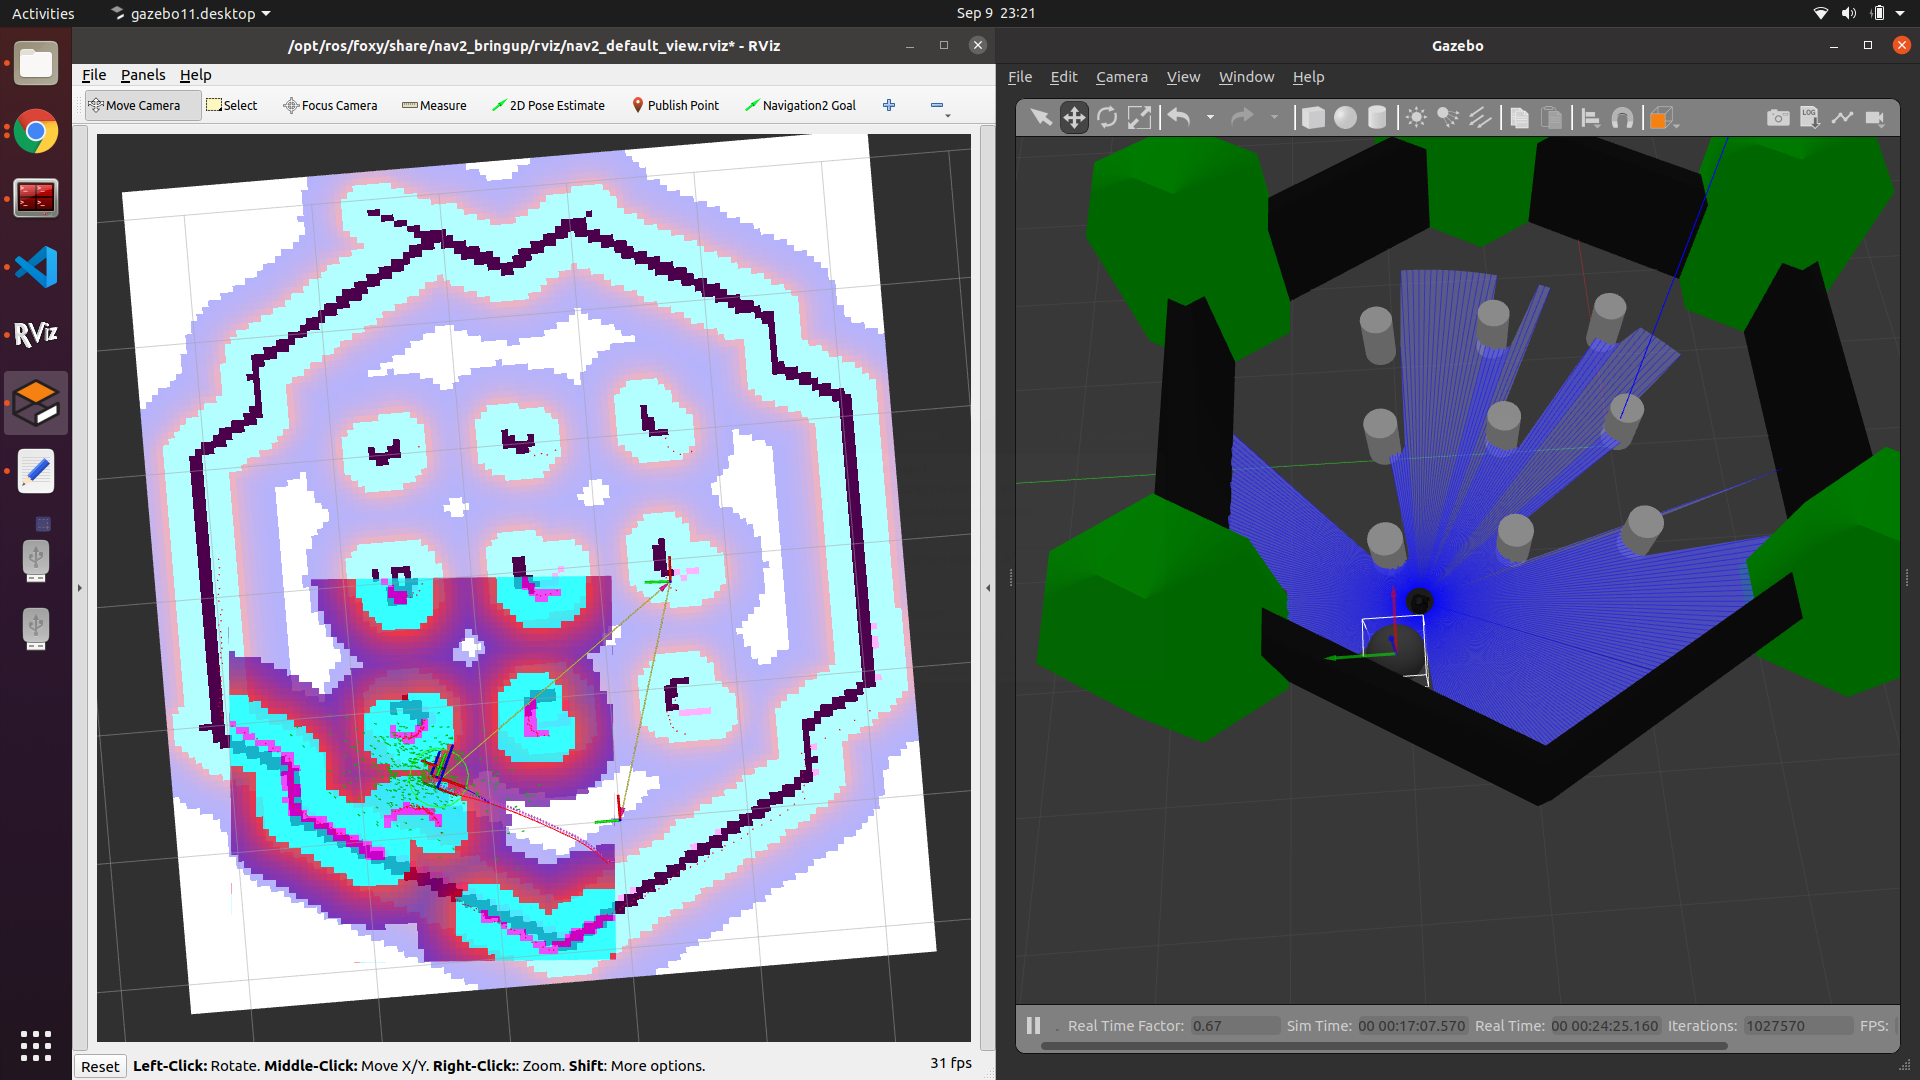 Activities gazebo11.desktop Sep 9 23:21
/opt/ros/foxy/share/nav2_bringup/rviz/nav2_default_view.rviz* - RViz
File Panels Help
Move Camera Select Focus Camera Measure 2D Pose Estimate Publish Point Navigation2 Goal
RViz
Reset Left-Click: Rotate. Middle-Click: Move X/Y. Right-Click:: Zoom. Shift: More options. 31 fps
Gazebo
File Edit Camera View Window Help
LOG
Real Time Factor: 0.67 Sim Time: 00 00:17:07.570 Real Time: 00 00:24:25.160 Iterations: 1027570 FPS: